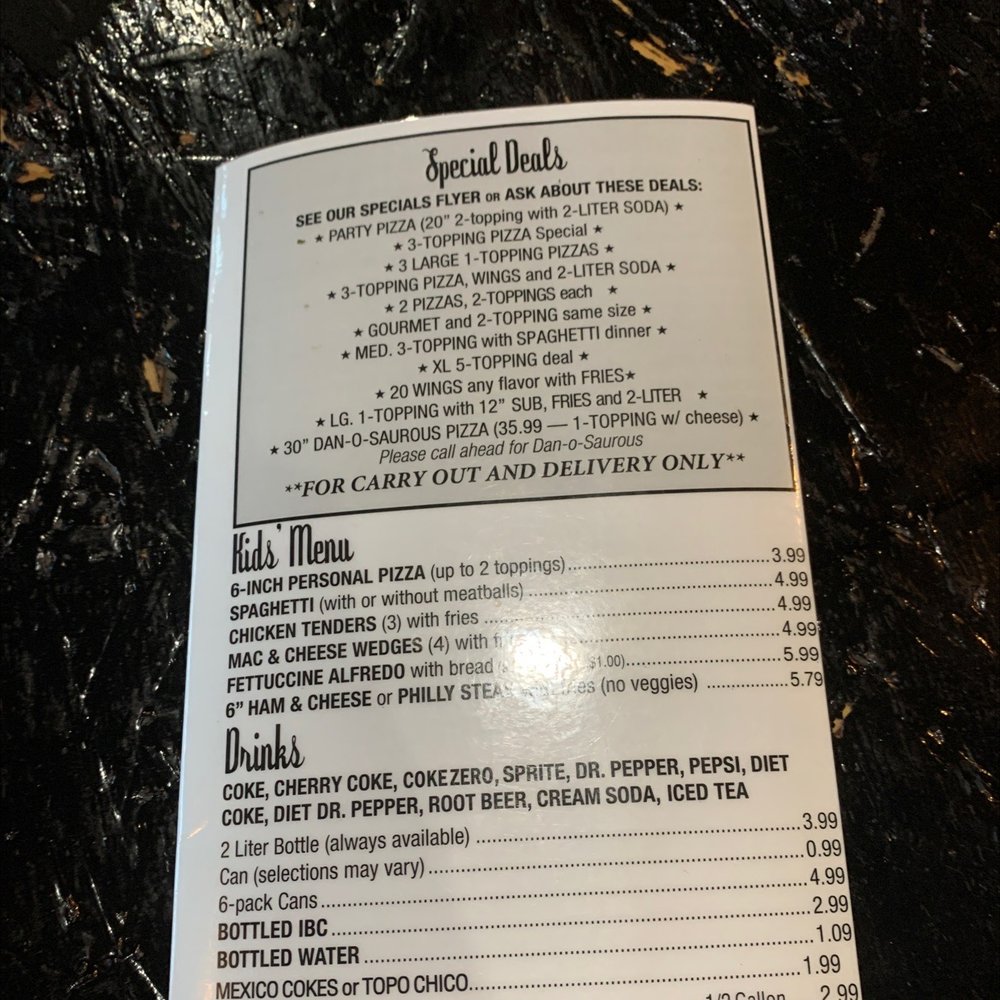 Special Deals
SEE OUR SPECIALS FLYER OR ASK ABOUT THESE DEALS:
★ PARTY PIZZA (20" 2-topping with 2-LITER SODA) ★
★ 3-TOPPING PIZZA Special ★
★ 3 LARGE 1-TOPPING PIZZAS ★
★ 3-TOPPING PIZZA, WINGS and 2-LITER SODA ★
★ 2 PIZZAS, 2-TOPPINGS each ★
★ GOURMET and 2-TOPPING same size ★
★ MED. 3-TOPPING with SPAGHETTI dinner ★
★ XL 5-TOPPING deal ★
★ 20 WINGS any flavor with FRIES★
★ LG. 1-TOPPING with 12" SUB, FRIES and 2-LITER ★
★ 30" DAN-O-SAUROUS PIZZA (35.99 — 1-TOPPING w/ cheese) ★
Please call ahead for Dan-o-Saurous
**FOR CARRY OUT AND DELIVERY ONLY**
Kids' Menu
6-INCH PERSONAL PIZZA (up to 2 toppings) 3.99
SPAGHETTI (with or without meatballs) 4.99
CHICKEN TENDERS (3) with fries 4.99
MAC & CHEESE WEDGES (4) with 4.99
FETTUCCINE ALFREDO with bread $1.00) 5.99
6" HAM & CHEESE or PHILLY STEAK (no veggies) 5.79
Drinks
COKE, CHERRY COKE, COKE ZERO, SPRITE, DR. PEPPER, PEPSI, DIET
COKE, DIET DR. PEPPER, ROOT BEER, CREAM SODA, ICED TEA
2 Liter Bottle (always available) 3.99
Can (selections may vary) 0.99
6-pack Cans 4.99
BOTTLED IBC 2.99
BOTTLED WATER 1.09
MEXICO COKES or TOPO CHICO 1.99
1/2 Gallon 2.99